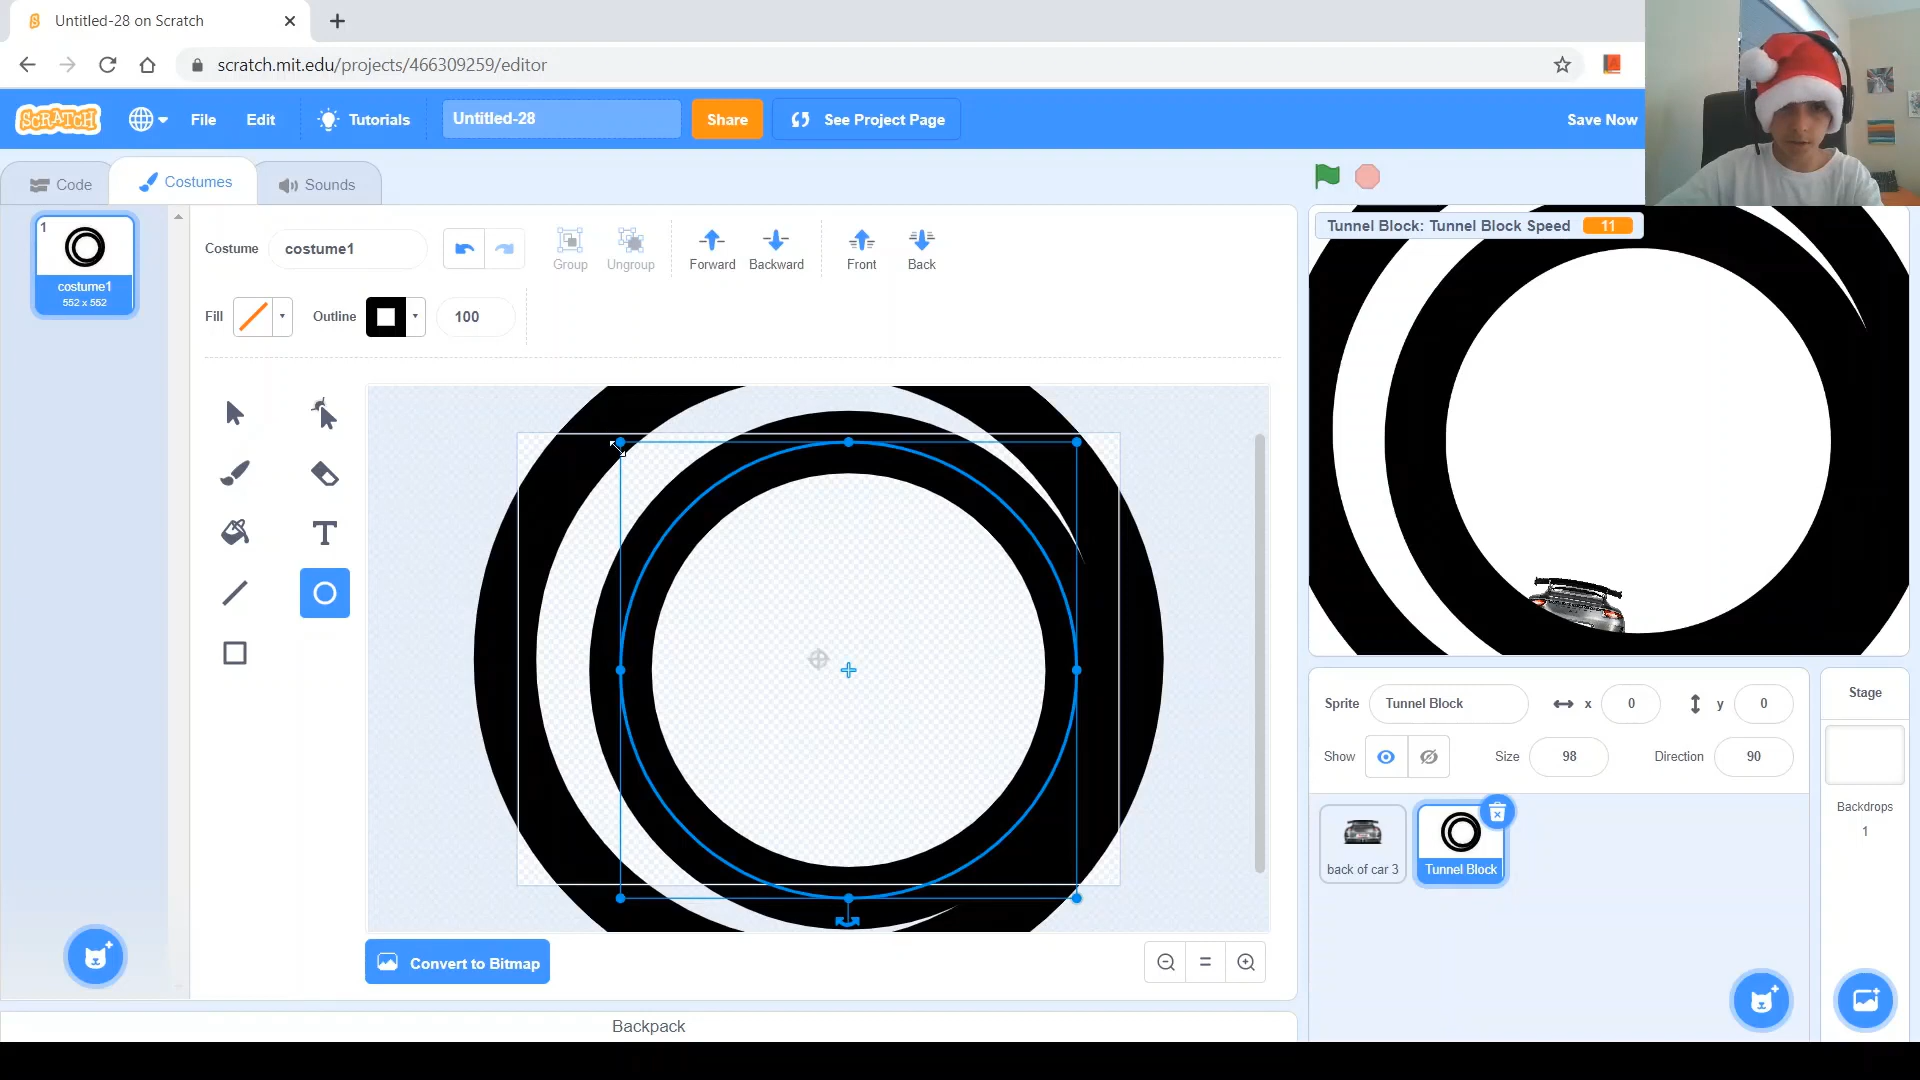 Untitled-28 on Scratch
scratch.mit.edu/projects/466309259/editor
SCRATCH
File
Edit
Tutorials
Untitled-28
Share
See Project Page
Save Now
Code
Costumes
Sounds
1
costume1
552 x 552
Costume
costume1
Group
Ungroup
Forward
Backward
Front
Back
Fill
Outline
100
T
Convert to Bitmap
Backpack
Tunnel Block: Tunnel Block Speed 11
Sprite
Tunnel Block
x
0
y
0
Show
Size
98
Direction
90
back of car 3
Tunnel Block
Stage
Backdrops
1